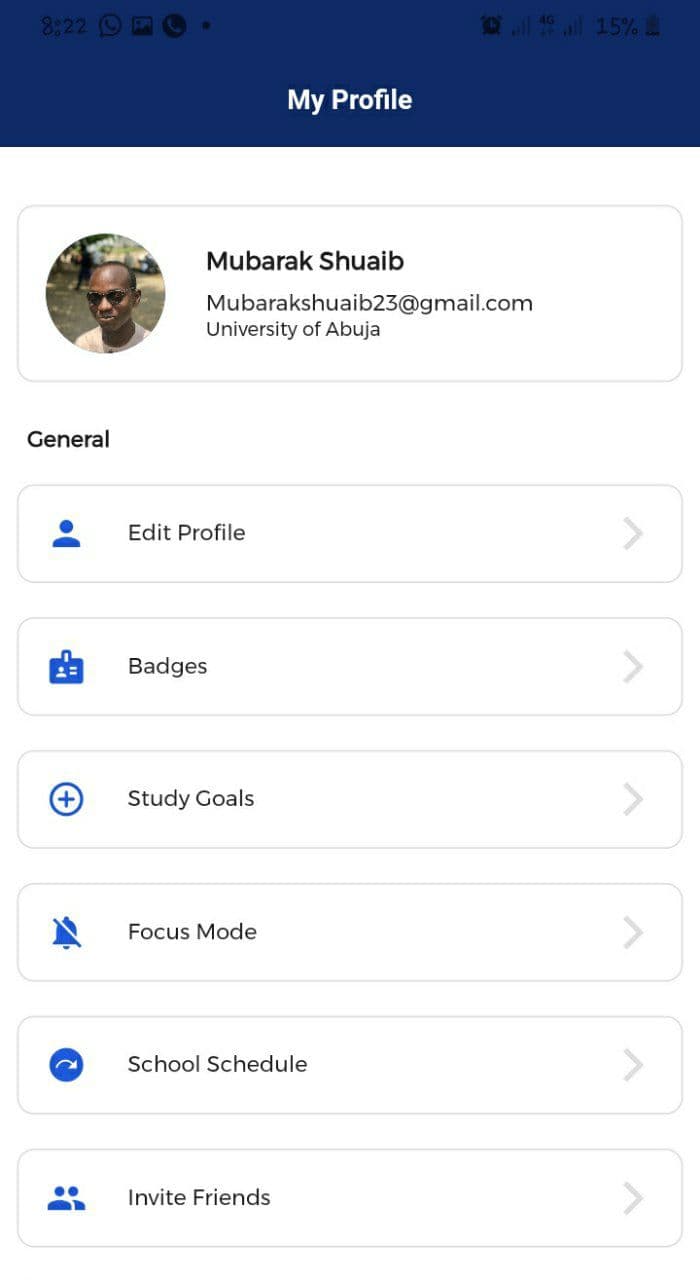 8:22 4G 15%
My Profile
Mubarak Shuaib
Mubarakshuaib23@gmail.com
University of Abuja
General
Edit Profile
Badges
Study Goals
Focus Mode
School Schedule
Invite Friends